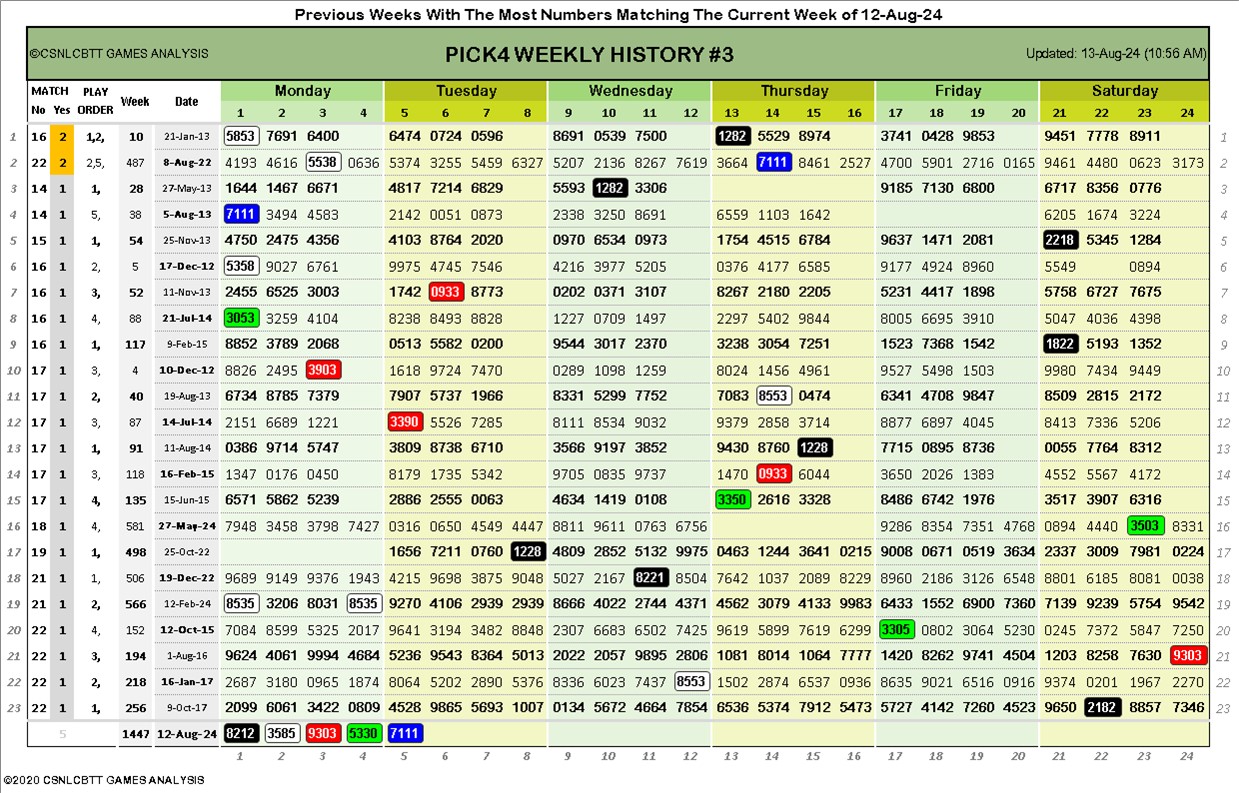 Previous Weeks With The Most Numbers Matching The Current Week of 12-Aug-24
©CSNLCBTT GAMES ANALYSIS PICK4 WEEKLY HISTORY #3 Updated: 13-Aug-24 (10:56 AM)
MATCH PLAY Week Date Monday Tuesday Wednesday Thursday Friday Saturday
No Yes ORDER 1 2 3 4 5 6 7 8 9 10 11 12 13 14 15 16 17 18 19 20 21 22 23 24
1 16 2 1,2, 10 21-Jan-13 5853 7691 6400 6474 0724 0596 8691 0539 7500 1282 5529 8974 3741 0428 9853 9451 7778 8911 1
2 22 2 2,5, 487 8-Aug-22 4193 4616 5538 0636 5374 3255 5459 6327 5207 2136 8267 7619 3664 7111 8461 2527 4700 5901 2716 0165 9461 4480 0623 3173 2
3 14 1 1, 28 27-May-13 1644 1467 6671 4817 7214 6829 5593 1282 3306 9185 7130 6800 6717 8356 0776 3
4 14 1 5, 38 5-Aug-13 7111 3494 4583 2142 0051 0873 2338 3250 8691 6559 1103 1642 6205 1674 3224 4
5 15 1 1, 54 25-Nov-13 4750 2475 4356 4103 8764 2020 0970 6534 0973 1754 4515 6784 9637 1471 2081 2218 5345 1284 5
6 16 1 2, 5 17-Dec-12 5358 9027 6761 9975 4745 7546 4216 3977 5205 0376 4177 6585 9177 4924 8960 5549 0894 6
7 16 1 3, 52 11-Nov-13 2455 6525 3003 1742 0933 8773 0202 0371 3107 8267 2180 2205 5231 4417 1898 5758 6727 7675 7
8 16 1 4, 88 21-Jul-14 3053 3259 4104 8238 8493 8828 1227 0709 1497 2297 5402 9844 8005 6695 3910 5047 4036 4398 8
9 16 1 1, 117 9-Feb-15 8852 3789 2068 0513 5582 0200 9544 3017 2370 3238 3054 7251 1523 7368 1542 1822 5193 1352 9
10 17 1 3, 4 10-Dec-12 8826 2495 3903 1618 9724 7470 0289 1098 1259 8024 1456 4961 9527 5498 1503 9980 7434 9449 10
11 17 1 2, 40 19-Aug-13 6734 8785 7379 7907 5737 1966 8331 5299 7752 7083 8553 0474 6341 4708 9847 8509 2815 2172 11
12 17 1 3, 87 14-Jul-14 2151 6689 1221 3390 5526 7285 8111 8534 9032 9379 2858 3714 8877 6897 4045 8413 7336 5206 12
13 17 1 1, 91 11-Aug-14 0386 9714 5747 3809 8738 6710 3566 9197 3852 9430 8760 1228 7715 0895 8736 0055 7764 8312 13
14 17 1 3, 118 16-Feb-15 1347 0176 0450 8179 1735 5342 9705 0835 9737 1470 0933 6044 3650 2026 1383 4552 5567 4172 14
15 17 1 4, 135 15-Jun-15 6571 5862 5239 2886 2555 0063 4634 1419 0108 3350 2616 3328 8486 6742 1976 3517 3907 6316 15
16 18 1 4, 581 27-May-24 7948 3458 3798 7427 0316 0650 4549 4447 8811 9611 0763 6756 9286 8354 7351 4768 0894 4440 3503 8331 16
17 19 1 1, 498 25-Oct-22 1656 7211 0760 1228 4809 2852 5132 9975 0463 1244 3641 0215 9008 0671 0519 3634 2337 3009 7981 0224 17
18 21 1 1, 506 19-Dec-22 9689 9149 9376 1943 4215 9698 3875 9048 5027 2167 8221 8504 7642 1037 2089 8229 8960 2186 3126 6548 8801 6185 8081 0038 18
19 21 1 2, 566 12-Feb-24 8535 3206 8031 8535 9270 4106 2939 2939 8666 4022 2744 4371 4562 3079 4133 9983 6433 1552 6900 7360 7139 9239 5754 9542 19
20 22 1 4, 152 12-Oct-15 7084 8599 5325 2017 9641 3194 3482 8848 2307 6683 6502 7425 9619 5899 7619 6299 3305 0802 3064 5230 0245 7372 5847 7250 20
21 22 1 3, 194 1-Aug-16 9624 4061 9994 4684 5236 9543 8364 5013 2022 2057 9895 2806 1081 8014 1064 7777 1420 8262 9741 4504 1203 8258 7630 9303 21
22 22 1 2, 218 16-Jan-17 2687 3180 0965 1874 8064 5202 2890 5376 8336 6023 7437 8553 1502 2874 6537 0936 8635 9021 6516 0916 9374 0201 1967 2270 22
23 22 1 1, 256 9-Oct-17 2099 6061 3422 0809 4528 9865 5693 1007 0134 5672 4664 7854 6536 5374 7912 5473 5727 4142 7260 4523 9650 2182 8857 7346 23
5 1447 12-Aug-24 8212 3585 9303 5330 7111
1 2 3 4 5 6 7 8 9 10 11 12 13 14 15 16 17 18 19 20 21 22 23 24
©2020 CSNLCBTT GAMES ANALYSIS